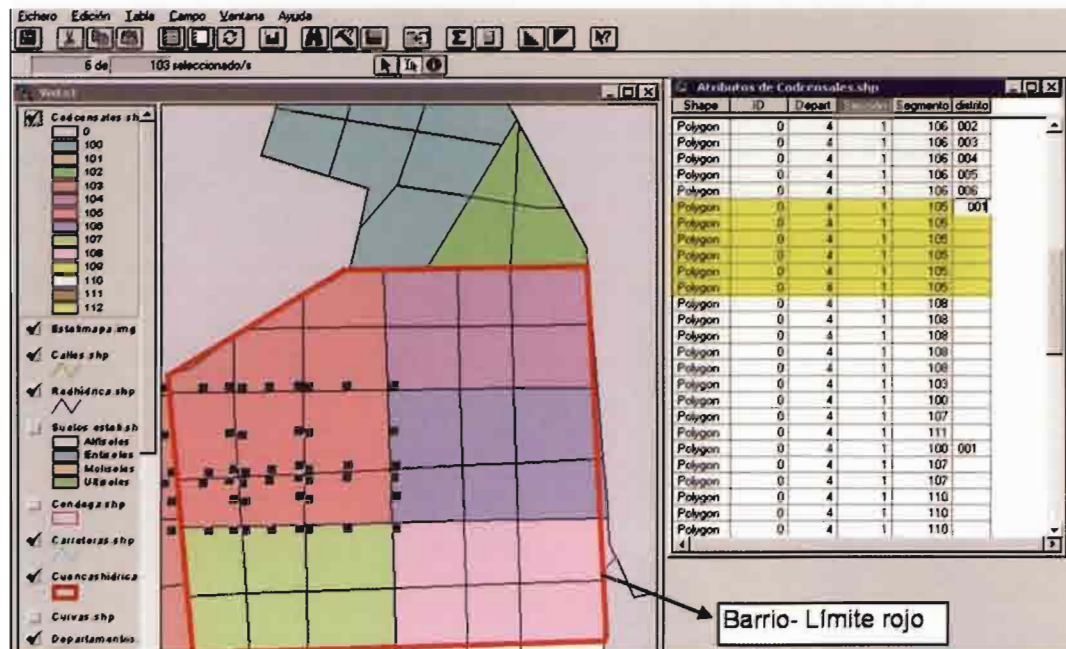 Fichero Edición Tabla Campo Ventana Ayuda
6 de 103 seleccionado/s
Vista1
Codcensales.sh
0
100
101
102
103
104
105
106
107
108
109
110
111
112
Estelimapa.img
Calles.shp
Redhidrica.shp
Suelos esteli.sh
Alfisoles
Entisoles
Molisoles
Ultisoles
Condega.shp
Carreteras.shp
Cuencashidrica
Curvas.shp
Departamentos.
Atributos de Codcensales.shp
Shape ID Depart Segmento distrito
Polygon 0 4 1 106 002
Polygon 0 4 1 106 003
Polygon 0 4 1 106 004
Polygon 0 4 1 106 005
Polygon 0 4 1 106 006
Polygon 0 4 1 105 001
Polygon 0 4 1 105
Polygon 0 4 1 105
Polygon 0 4 1 105
Polygon 0 4 1 105
Polygon 0 4 1 105
Polygon 0 4 1 108
Polygon 0 4 1 108
Polygon 0 4 1 108
Polygon 0 4 1 108
Polygon 0 4 1 108
Polygon 0 4 1 103
Polygon 0 4 1 100
Polygon 0 4 1 107
Polygon 0 4 1 111
Polygon 0 4 1 100 001
Polygon 0 4 1 107
Polygon 0 4 1 107
Polygon 0 4 1 110
Polygon 0 4 1 110
Polygon 0 4 1 110
Barrio- Límite rojo